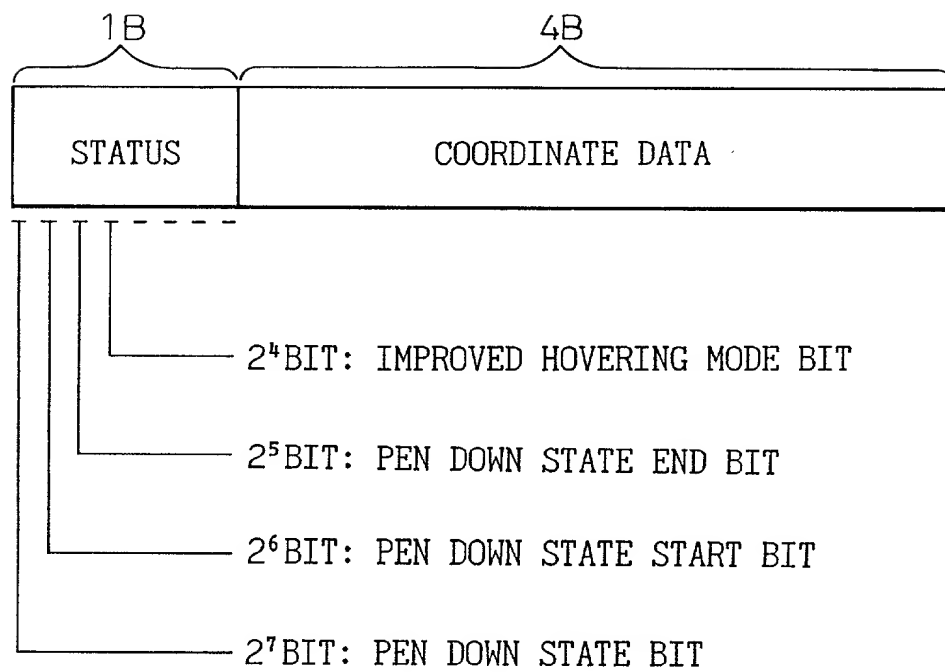 1B 4B
STATUS COORDINATE DATA
2⁴BIT: IMPROVED HOVERING MODE BIT
2⁵BIT: PEN DOWN STATE END BIT
2⁶BIT: PEN DOWN STATE START BIT
2⁷BIT: PEN DOWN STATE BIT